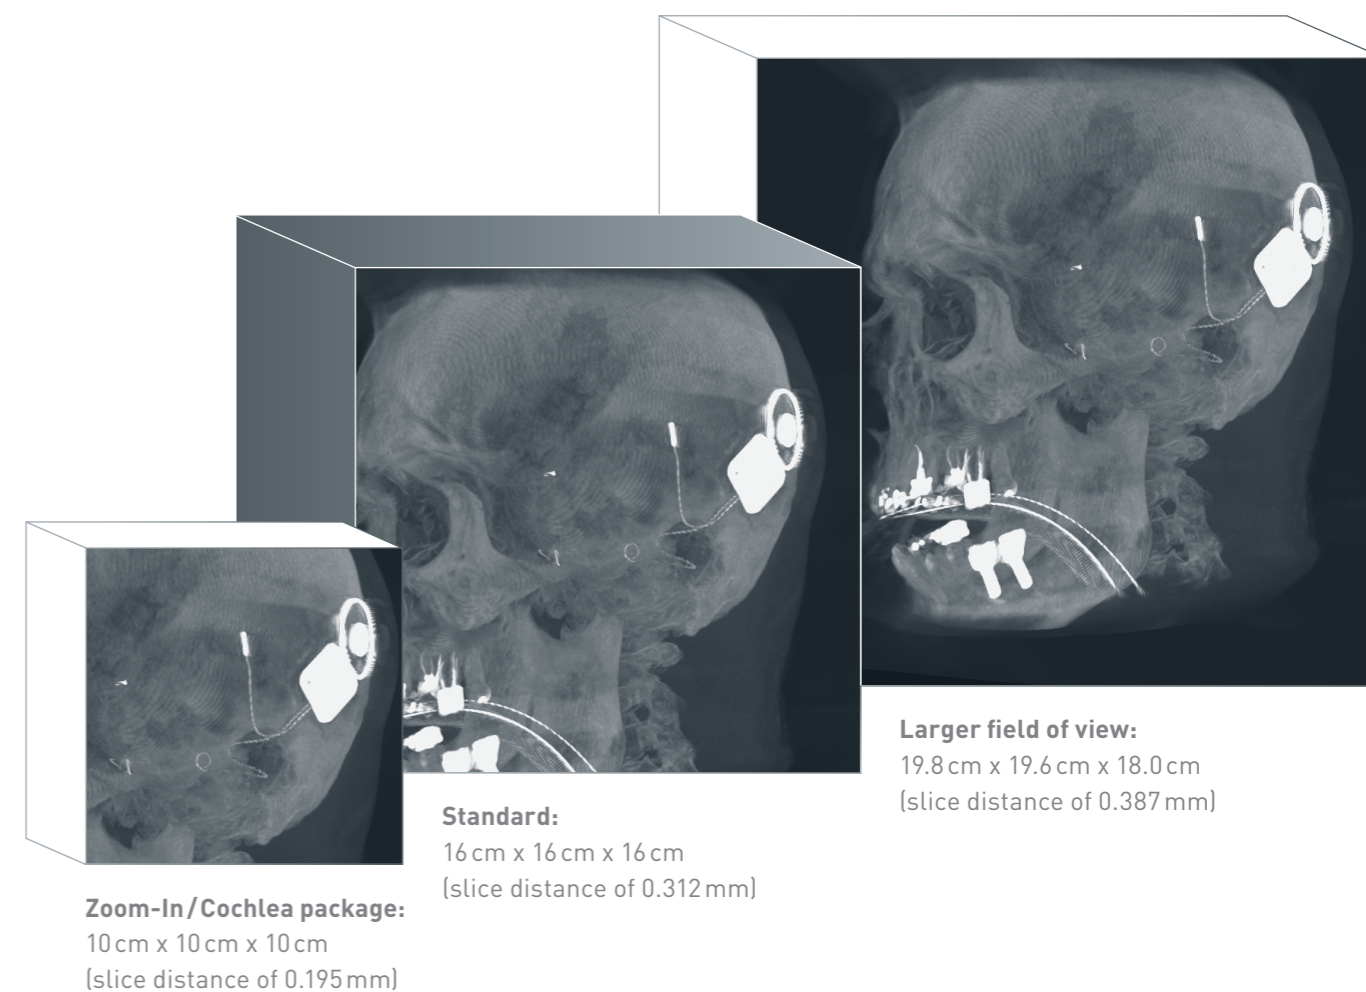 Larger field of view:
19.8 cm x 19.6 cm x 18.0 cm
(slice distance of 0.387 mm)
Standard:
16 cm x 16 cm x 16 cm
(slice distance of 0.312 mm)
Zoom-In/Cochlea package:
10 cm x 10 cm x 10 cm
(slice distance of 0.195 mm)